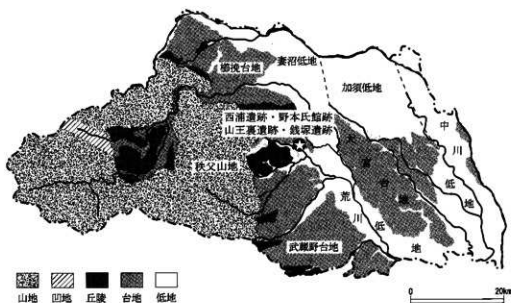 櫛挽台地
妻沼低地
加須低地
西浦遺跡・野本氏館跡
山王裏遺跡・銭塚遺跡
秩父山地
中川低地
大宮台地
荒川低地
武蔵野台地
山地 凹地 丘陵 台地 低地
0 20km